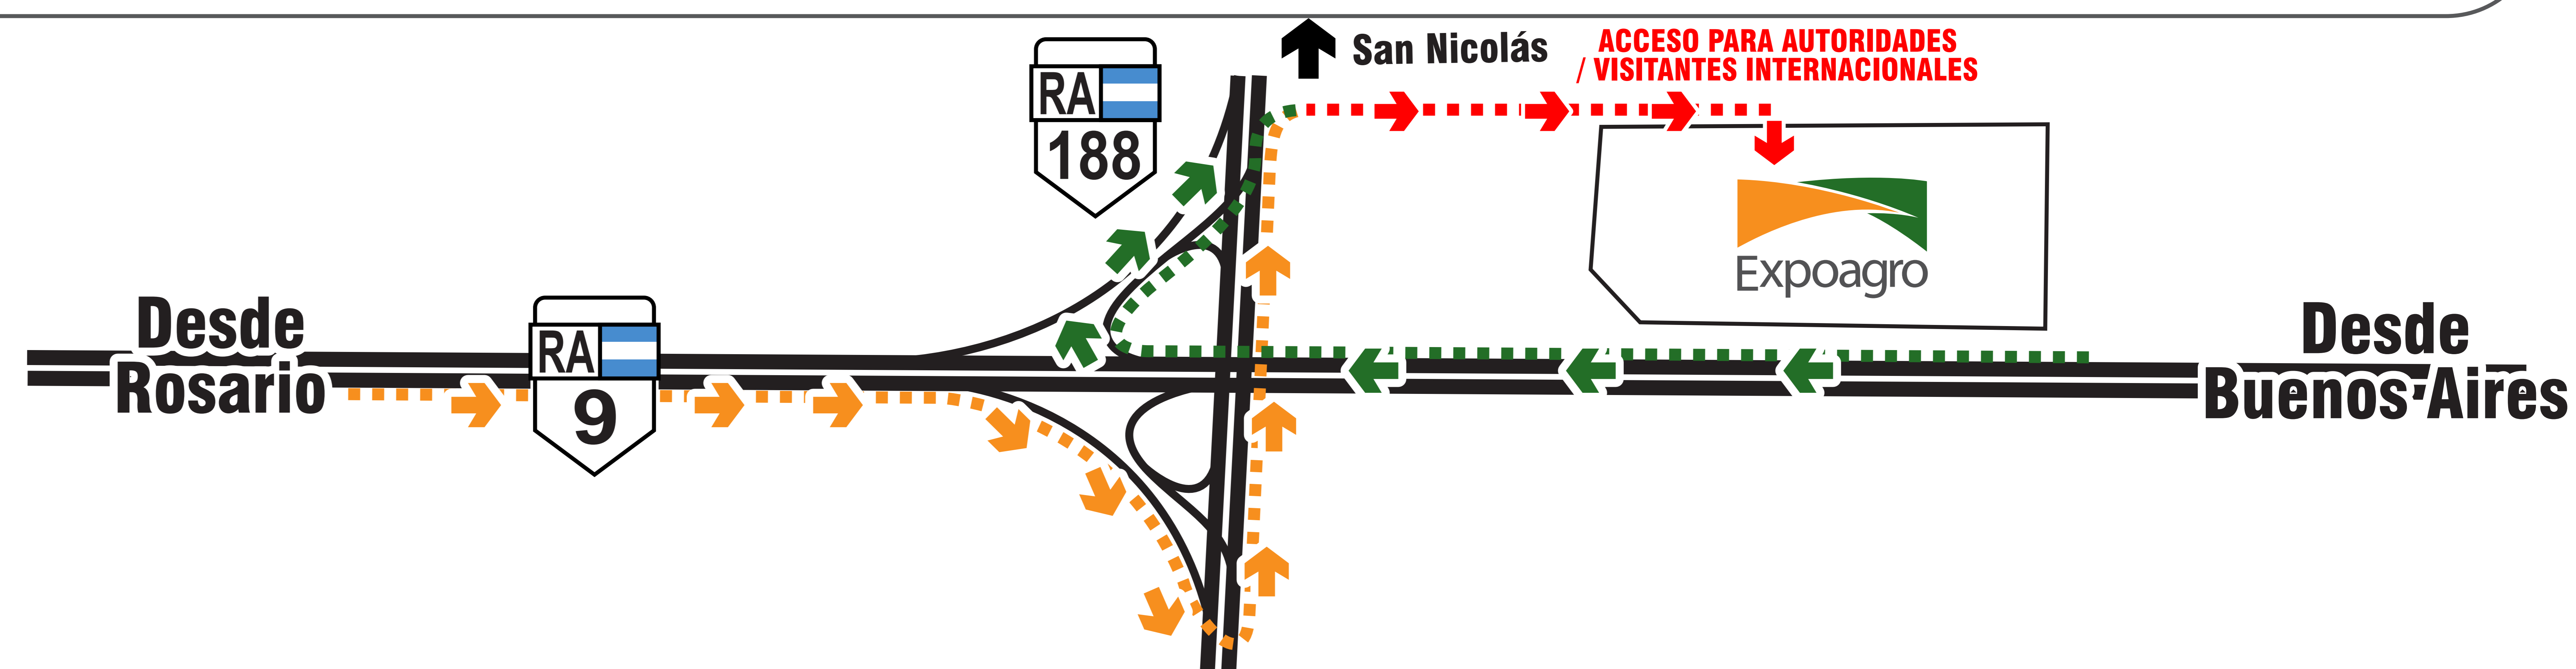 San Nicolás
ACCESO PARA AUTORIDADES
/ VISITANTES INTERNACIONALES
RA
188
Expoagro
Desde
Rosario
RA
9
Desde
Buenos Aires